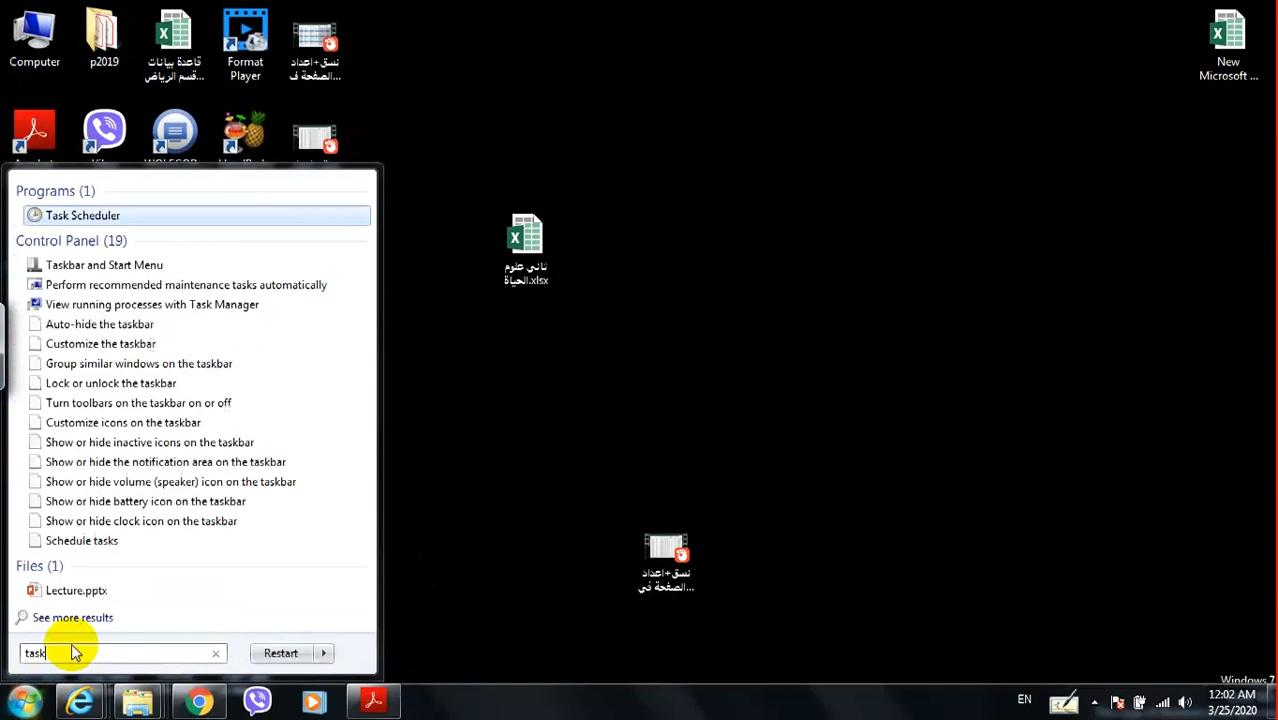 Computer
p2019
قاعدة بيانات
قسم الرياض...
Format
Player
نسق+اعداد
الصفحة ف...
New
Microsoft ...
Programs (1)
Task Scheduler
Control Panel (19)
Taskbar and Start Menu
Perform recommended maintenance tasks automatically
View running processes with Task Manager
Auto-hide the taskbar
Customize the taskbar
Group similar windows on the taskbar
Lock or unlock the taskbar
Turn toolbars on the taskbar on or off
Customize icons on the taskbar
Show or hide inactive icons on the taskbar
Show or hide the notification area on the taskbar
Show or hide volume (speaker) icon on the taskbar
Show or hide battery icon on the taskbar
Show or hide clock icon on the taskbar
Schedule tasks
Files (1)
Lecture.pptx
See more results
task
Restart
ثاني علوم
الحياة.xlsx
نسق+اعداد
الصفحة في...
Windows 7
EN
12:02 AM
3/25/2020